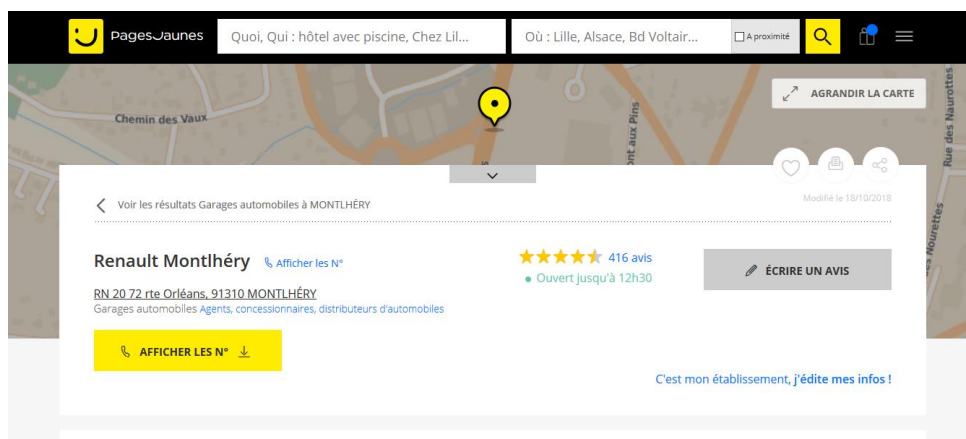 PagesJaunes
Quoi, Qui : hôtel avec piscine, Chez Lil...
Où : Lille, Alsace, Bd Voltair...
A proximité
Chemin des Vaux
ont aux Pins
Rue des Naurottes
AGRANDIR LA CARTE
Voir les résultats Garages automobiles à MONTLHÉRY
Modifié le 18/10/2018
Renault Montlhéry Afficher les N°
416 avis
Ouvert jusqu'à 12h30
ÉCRIRE UN AVIS
RN 20 72 rte Orléans, 91310 MONTLHÉRY
Garages automobiles Agents, concessionnaires, distributeurs d'automobiles
AFFICHER LES N°
C'est mon établissement, j'édite mes infos !